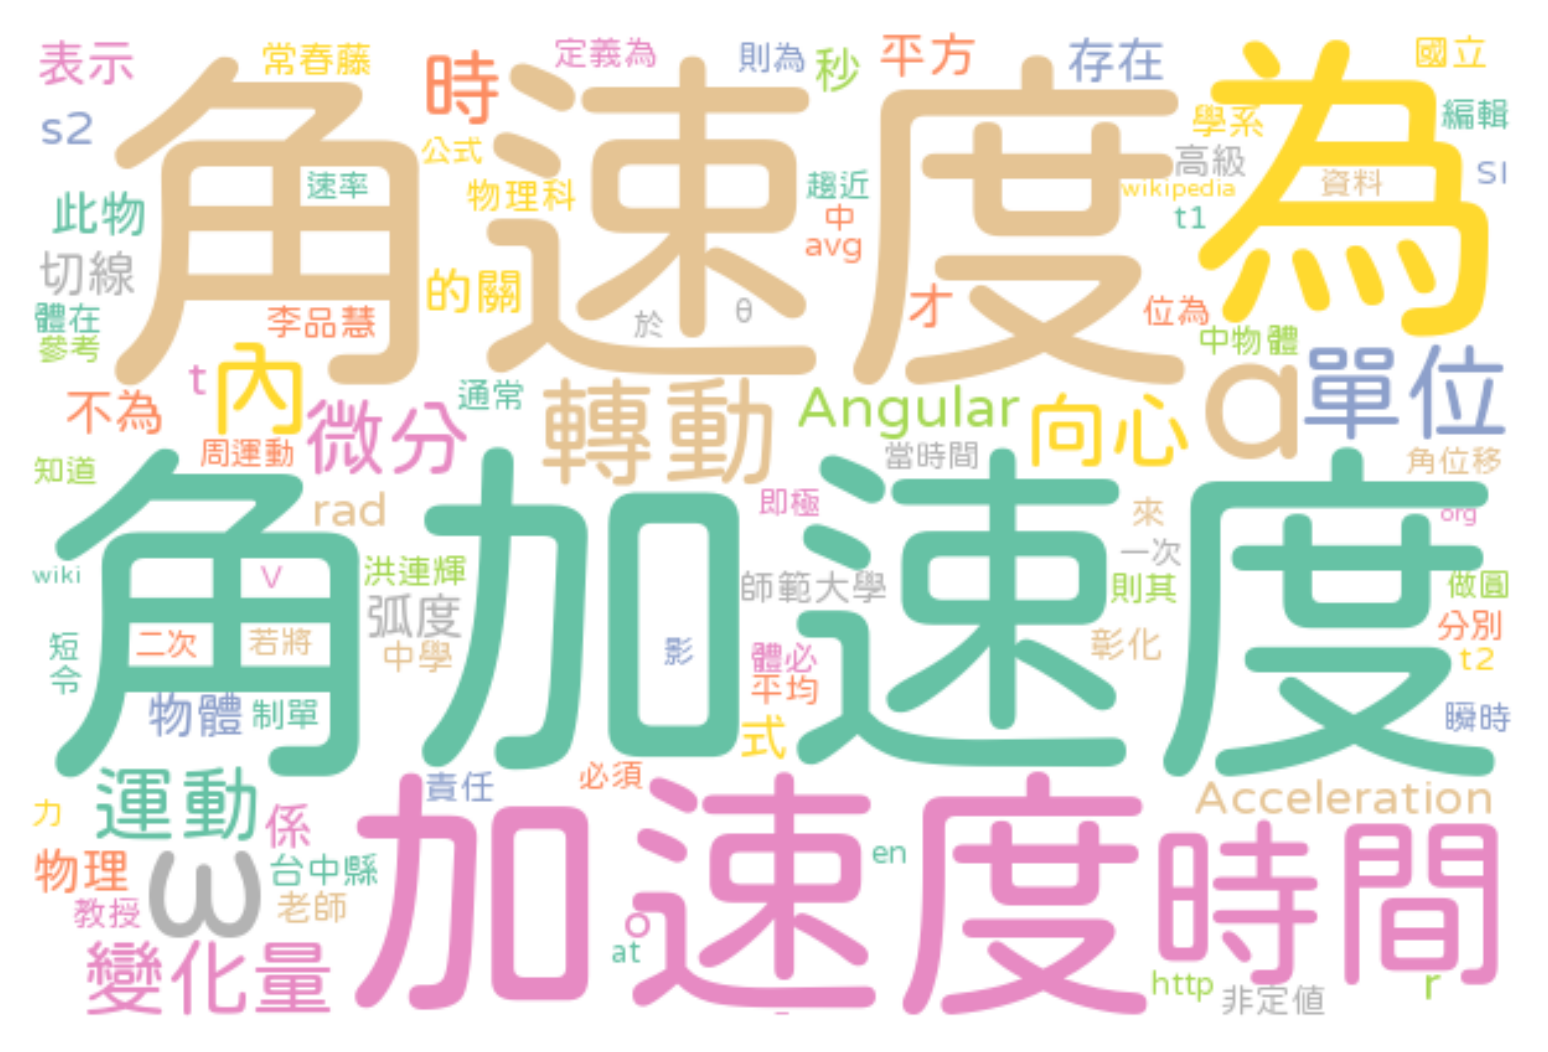 表示
常春藤
時
定義為
則為
秒
平方
存在
為
國立
s2
角速度
公式
學系
編輯
高級
SI
速率
物理科
趨近
wikipedia
資料
此物
中
t1
切線
avg
的關
體在
李品慧
於
θ
才
位為
參考
中物體
t
內
不為
微分
通常
轉動
Angular
向心
α
單位
周運動
當時間
角位移
知道
角加速度
rad
即極
來
org
一次
wiki
V
洪連輝
師範大學
則其
做圓
弧度
短
令
二次
若將
中學
影
體必
彰化
分別
平均
t2
物體
制單
式
瞬時
運動
責任
必須
Acceleration
力
係
加速度
時間
物理
ω
台中縣
en
教授
老師
o
at
變化量
http
非定值
r